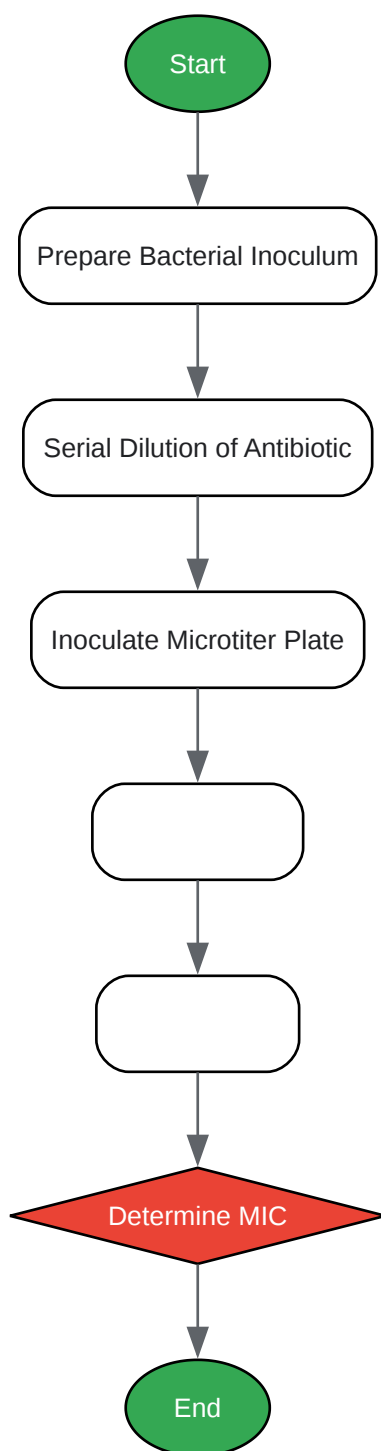 Start
Prepare Bacterial Inoculum
Serial Dilution of Antibiotic
Inoculate Microtiter Plate
Determine MIC
End